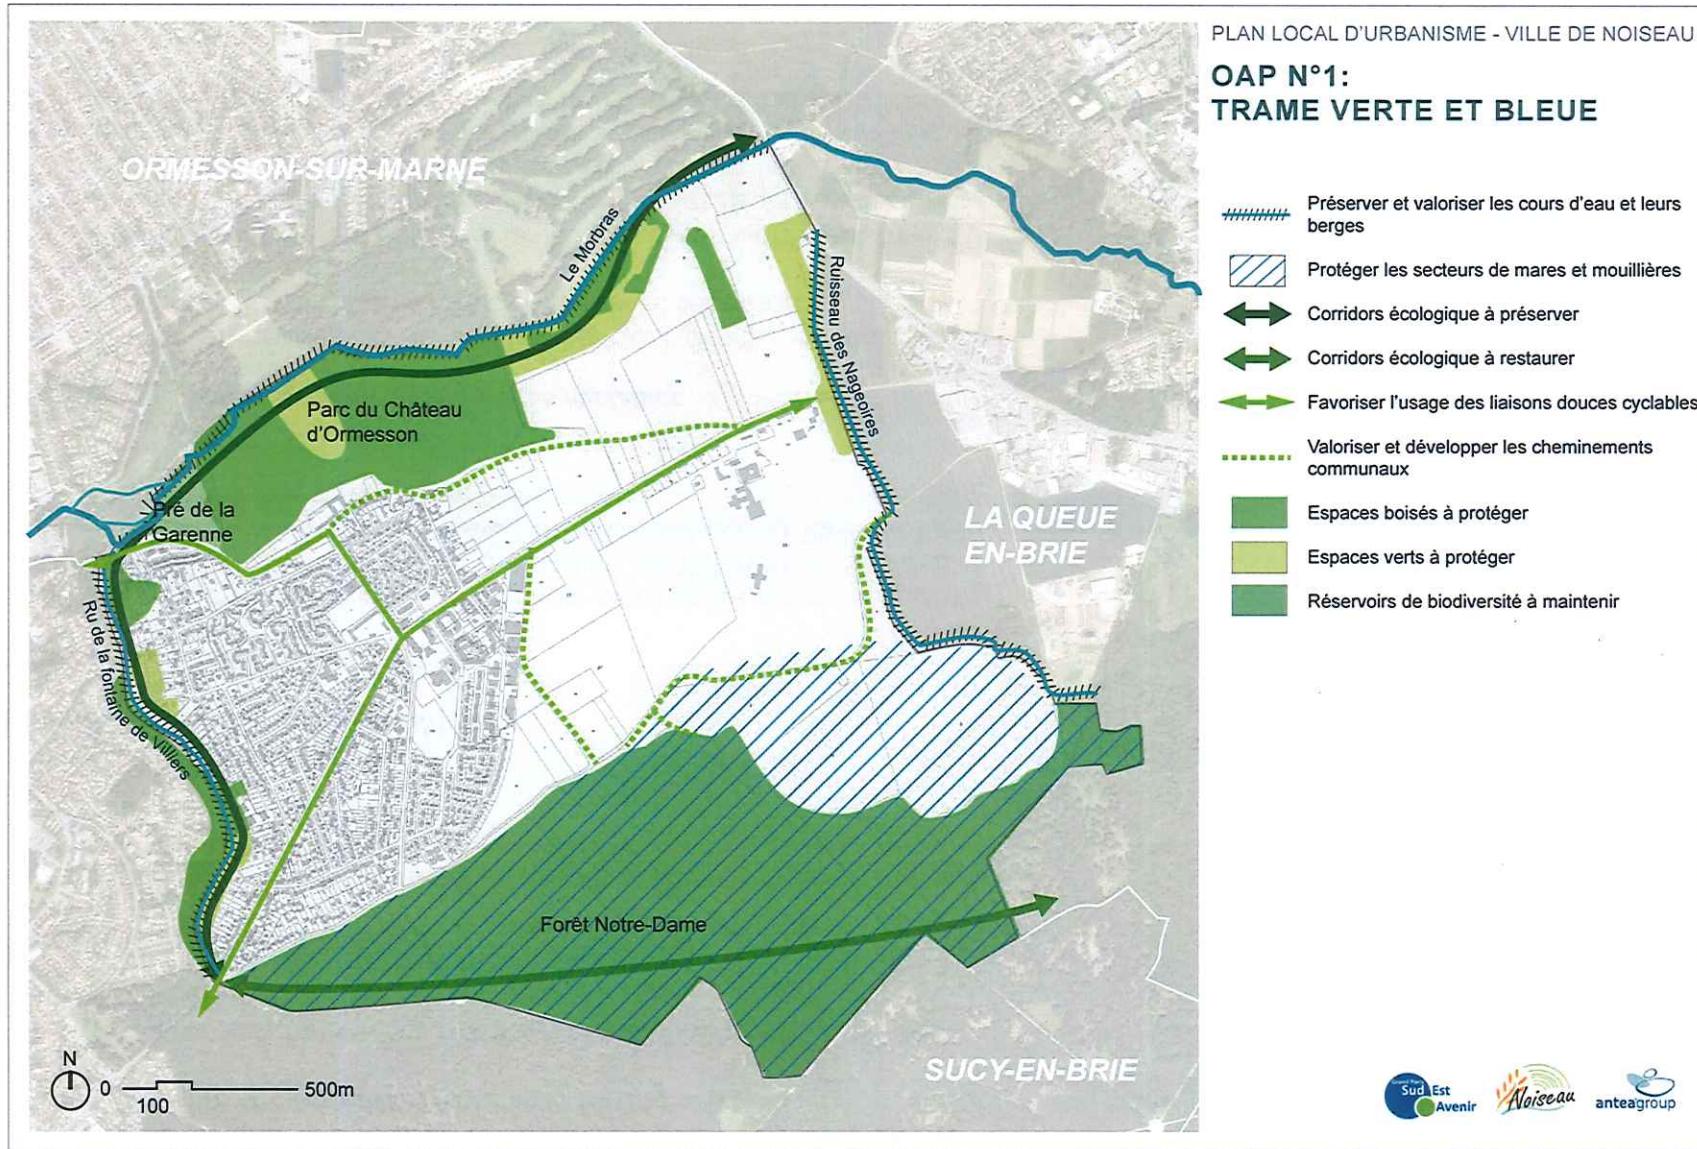 PLAN LOCAL D'URBANISME - VILLE DE NOISEAU
OAP N°1:
TRAME VERTE ET BLEUE
Préserver et valoriser les cours d'eau et leurs
berges
Protéger les secteurs de mares et mouillières
Corridors écologique à préserver
Corridors écologique à restaurer
Favoriser l'usage des liaisons douces cyclables
Valoriser et développer les cheminements
communaux
Espaces boisés à protéger
Espaces verts à protéger
Réservoirs de biodiversité à maintenir
ORMESSON-SUR-MARNE
Le Morbras
Ruisseau des Nageoires
Parc du Château
d'Ormesson
Pré de la
Garenne
LA QUEUE
EN-BRIE
Ru de la fontaine de Villiers
Forêt Notre-Dame
SUCY-EN-BRIE
N
0
100
500m
Grand Paris
Sud Est
Avenir
Noiseau
anteagroup